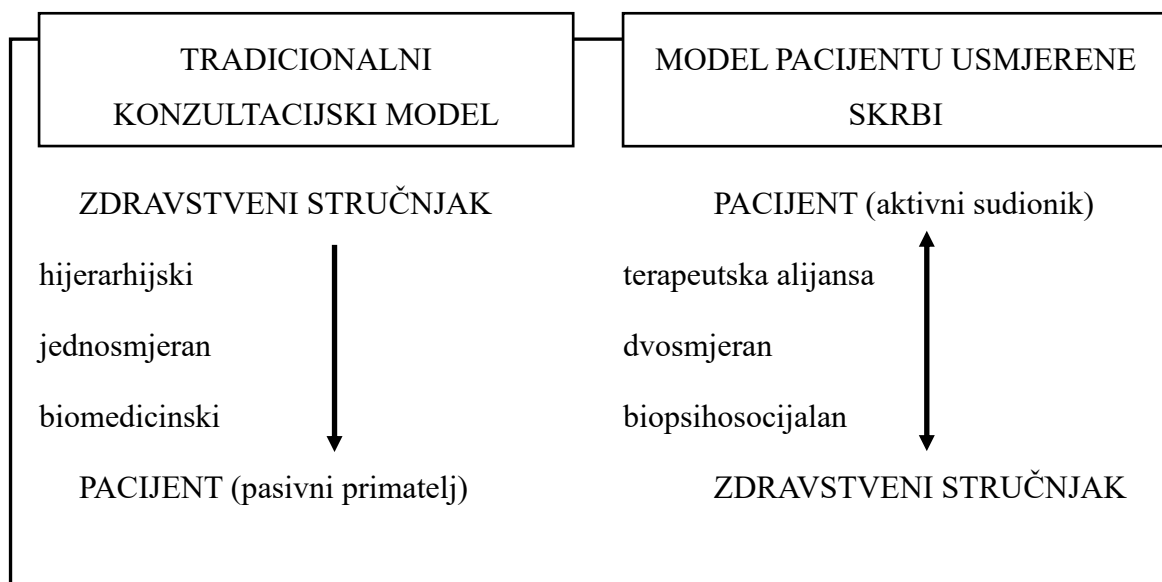 TRADICIONALNI
KONZULTACIJSKI MODEL
ZDRAVSTVENI STRUČNJAK
hijerarhijski
jednosmjeran
biomedicinski
PACIJENT (pasivni primatelj)
MODEL PACIJENTU USMJERENE
SKRBI
PACIJENT (aktivni sudionik)
terapeutska alijansa
dvosmjeran
biopsihosocijalan
ZDRAVSTVENI STRUČNJAK